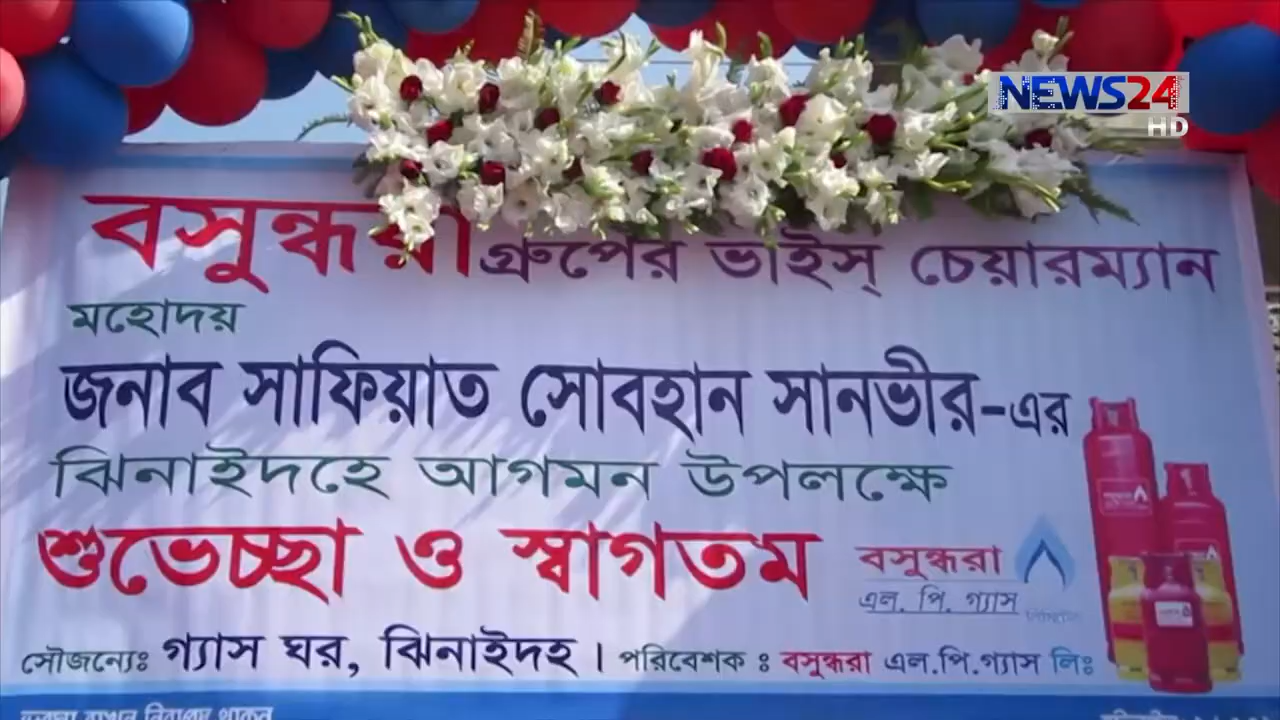 NEWS24
HD
বসুন্ধরা গ্রুপের ভাইস্ চেয়ারম্যান
মহোদয়
জনাব সাফিয়াত সোবহান সানভীর-এর
ঝিনাইদহে আগমন উপলক্ষে
শুভেচ্ছা ও স্বাগতম
বসুন্ধরা
এল. পি. গ্যাস
লিমিটেড
সৌজন্যেঃ গ্যাস ঘর, ঝিনাইদহ। পরিবেশক : বসুন্ধরা এল.পি.গ্যাস লিঃ